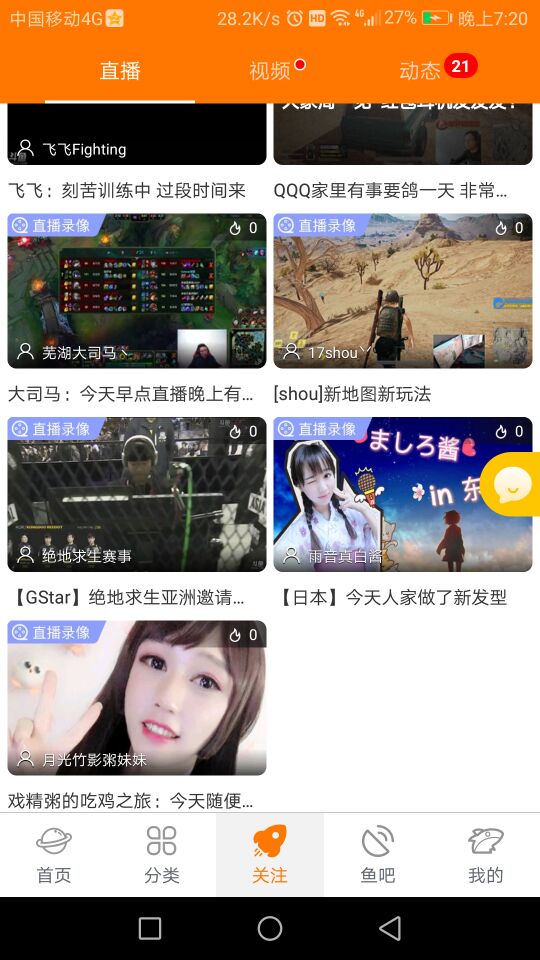 中国移动4G 28.2K/s HD 4G 27% 晚上7:20
直播 视频 动态 21
飞飞Fighting
飞飞：刻苦训练中 过段时间来
QQQ家里有事要鸽一天 非常...
直播录像 0
芜湖大司马丶
直播录像 0
17shou丫
大司马：今天早点直播晚上有...
[shou]新地图新玩法
直播录像 0
绝地求生赛事
直播录像 0
ましろ酱
in 东
雨音真白酱
【GStar】绝地求生亚洲邀请...
【日本】今天人家做了新发型
直播录像 0
月光竹影粥妹妹
戏精粥的吃鸡之旅：今天随便...
首页 分类 关注 鱼吧 我的